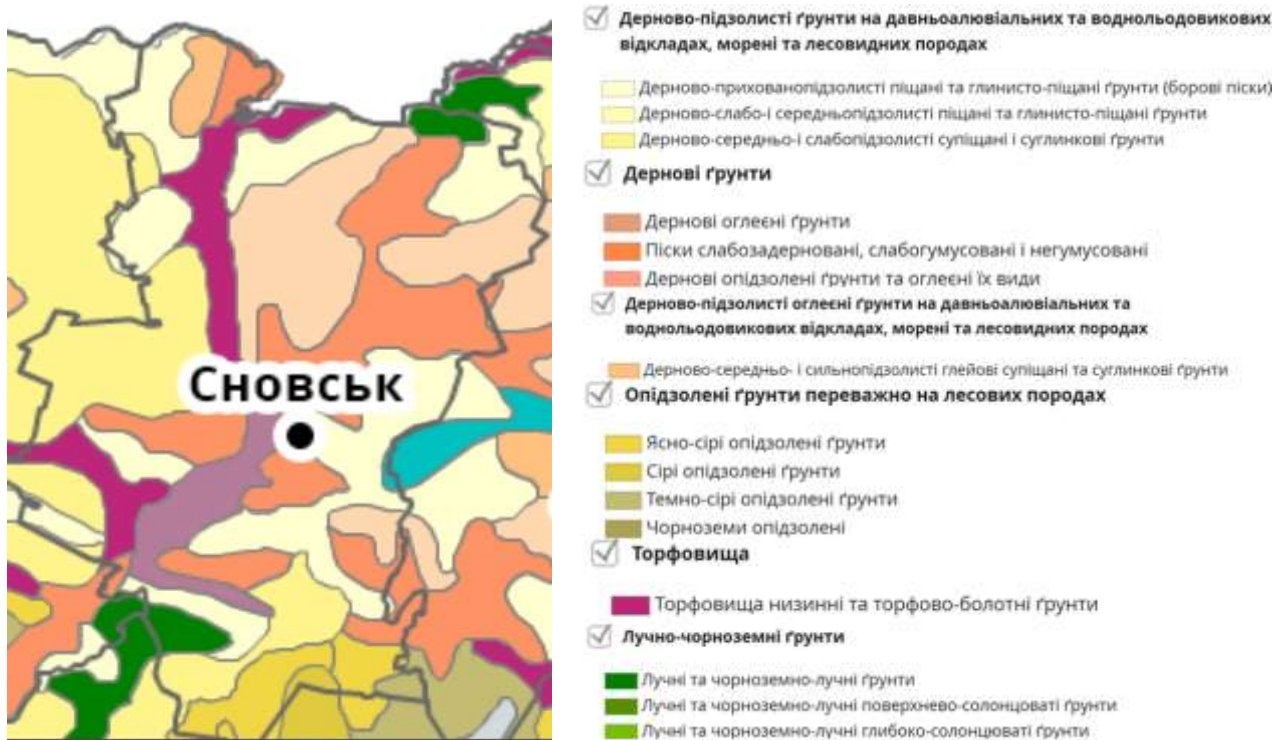 Сновськ
Дерново-підзолисті ґрунти на давньоалювіальних та воднольодовикових
відкладах, морені та лесовидних породах
Дерново-прихованопідзолисті піщані та глинисто-піщані ґрунти (борові піски)
Дерново-слабо-і середньопідзолисті піщані та глинисто-піщані ґрунти
Дерново-середньо-і слабопідзолисті супіщані і суглинкові ґрунти
Дернові ґрунти
Дернові оглеєні ґрунти
Піски слабозадерновані, слабогумусовані і негумусовані
Дернові опідзолені ґрунти та оглеєні їх види
Дерново-підзолисті оглеєні ґрунти на давньоалювіальних та
воднольодовикових відкладах, морені та лесовидних породах
Дерново-середньо- і сильнопідзолисті глейові супіщані та суглинкові ґрунти
Опідзолені ґрунти переважно на лесових породах
Ясно-сірі опідзолені ґрунти
Сірі опідзолені ґрунти
Темно-сірі опідзолені ґрунти
Чорноземи опідзолені
Торфовища
Торфовища низинні та торфово-болотні ґрунти
Лучно-чорноземні ґрунти
Лучні та чорноземно-лучні ґрунти
Лучні та чорноземно-лучні поверхнево-солонцоваті ґрунти
Лучні та чорноземно-лучні глибоко-солонцюваті ґрунти